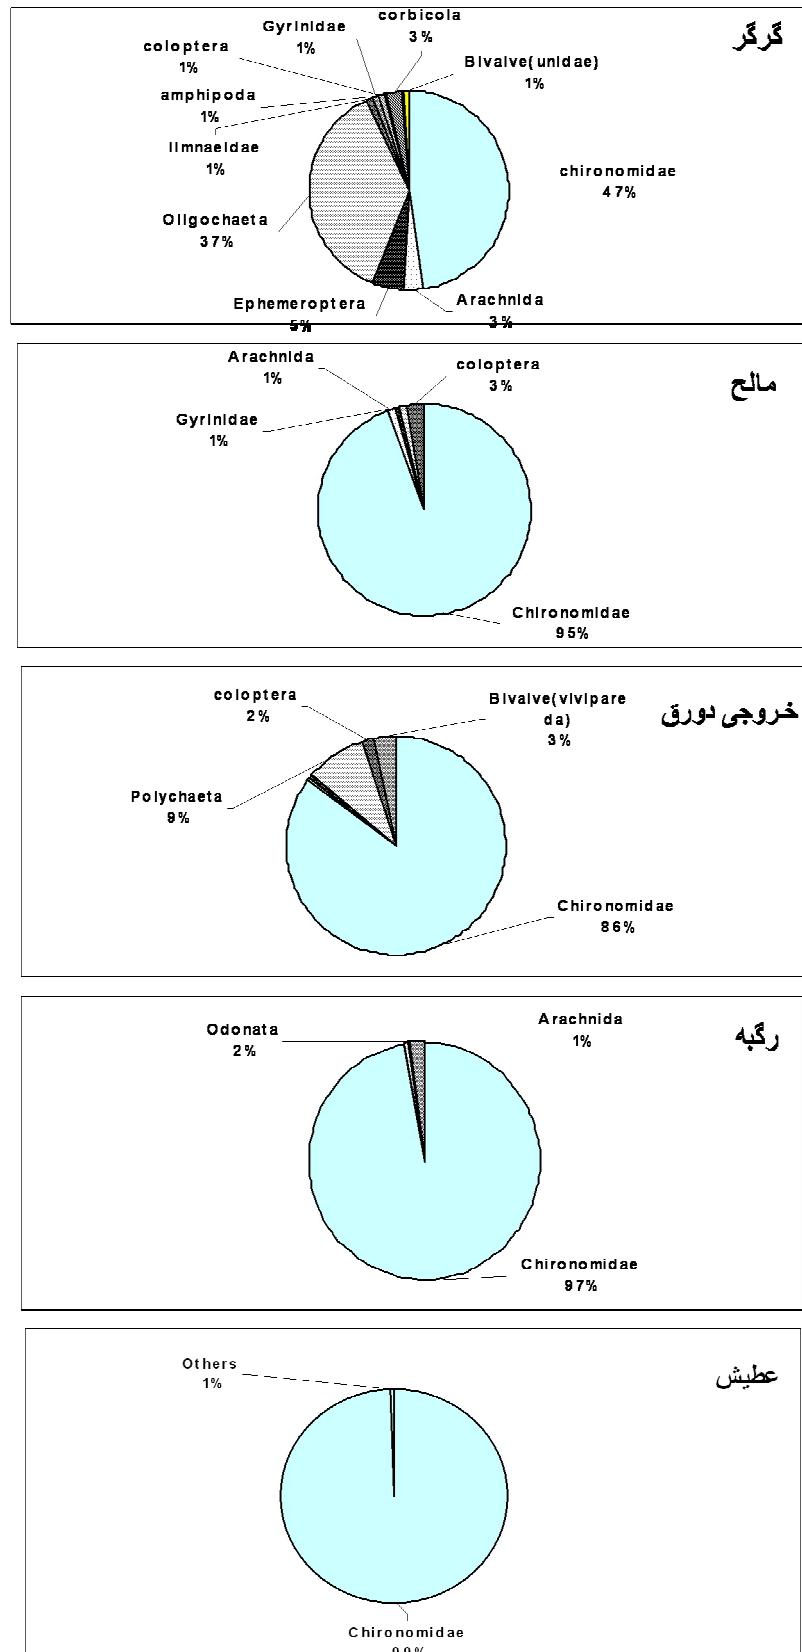 گرگر
corbicola
3%
Gyrinidae
1%
coloptera
1%
Bivalve(unidae)
1%
amphipoda
1%
limnaeidae
1%
chironomidae
47%
Oligochaeta
37%
Ephemeroptera
5%
Arachnida
3%
مالح
Arachnida
1%
coloptera
3%
Gyrinidae
1%
Chironomidae
95%
خروجی دورق
coloptera
2%
Bivalve(vivipare
da)
3%
Polychaeta
9%
Chironomidae
86%
رگبه
Arachnida
1%
Odonata
2%
Chironomidae
97%
عطیش
Others
1%
Chironomidae
99%